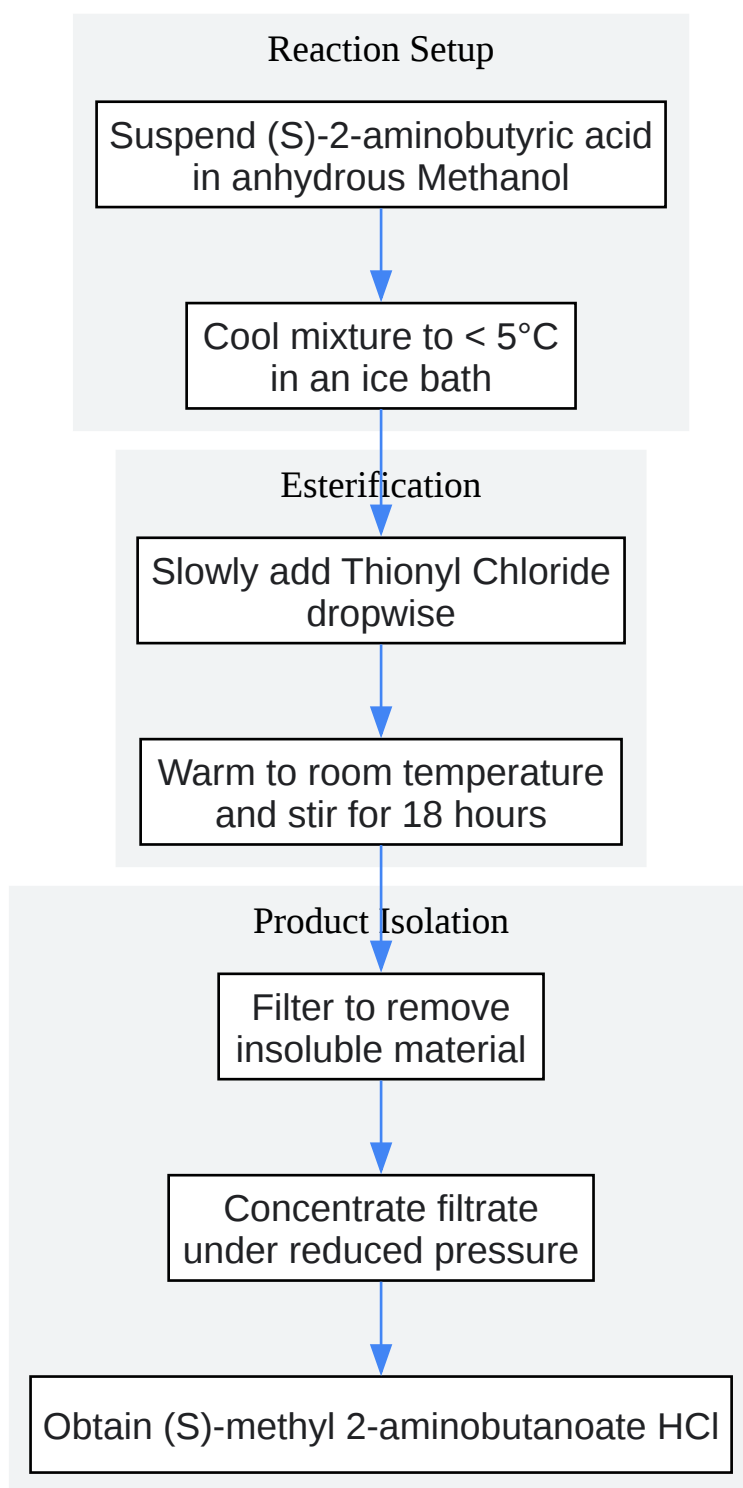 Reaction Setup
Suspend (S)-2-aminobutyric acid
in anhydrous Methanol
Cool mixture to < 5°C
in an ice bath
Esterification
Slowly add Thionyl Chloride
dropwise
Warm to room temperature
and stir for 18 hours
Product Isolation
Filter to remove
insoluble material
Concentrate filtrate
under reduced pressure
Obtain (S)-methyl 2-aminobutanoate HCl